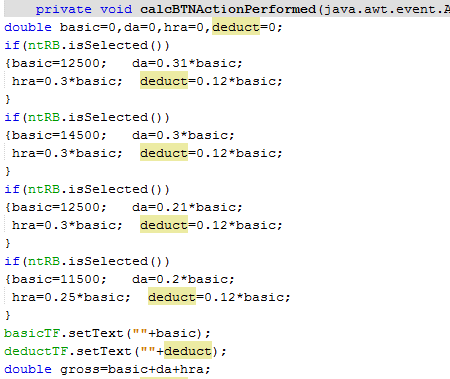 private void calcBTNActionPerformed(java.awt.event.A
double basic=0,da=0,hra=0,deduct=0;
if(ntRB.isSelected())
{basic=12500;   da=0.31*basic;
 hra=0.3*basic;  deduct=0.12*basic;
}
if(ntRB.isSelected())
{basic=14500;   da=0.3*basic;
 hra=0.3*basic;  deduct=0.12*basic;
}
if(ntRB.isSelected())
{basic=12500;   da=0.21*basic;
 hra=0.3*basic;  deduct=0.12*basic;
}
if(ntRB.isSelected())
{basic=11500;   da=0.2*basic;
 hra=0.25*basic;  deduct=0.12*basic;
}
basicTF.setText(""+basic);
deductTF.setText(""+deduct);
double gross=basic+da+hra;